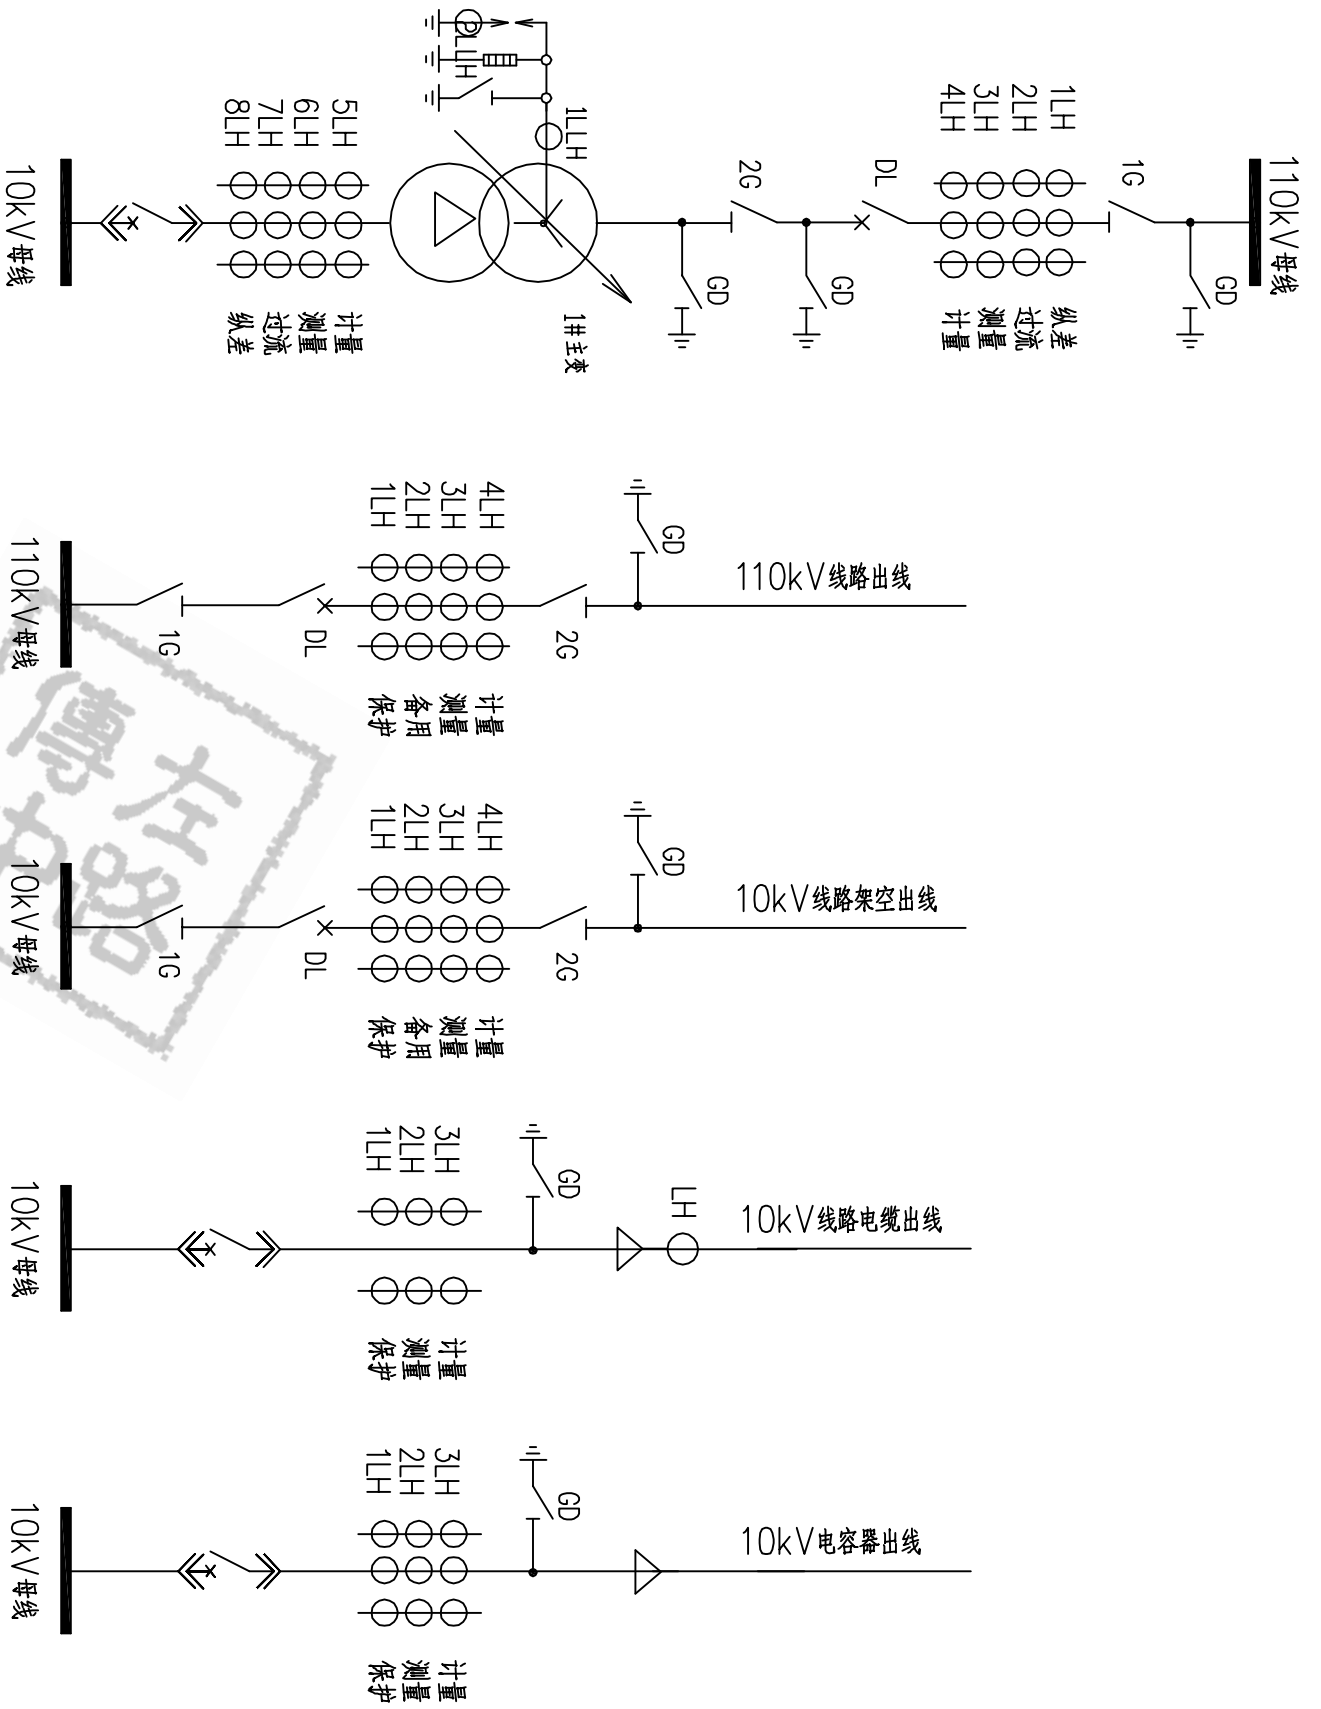 110kV母线
1G
GD
1LH
2LH
3LH
4LH
纵差
过流
测量
计量
DL
GD
2G
GD
1#主变
1LLH
2LLH
5LH
6LH
7LH
8LH
计量
测量
过流
纵差
10kV母线
110kV线路出线
GD
2G
4LH
3LH
2LH
1LH
计量
测量
备用
保护
DL
1G
110kV母线
10kV线路架空出线
GD
2G
4LH
3LH
2LH
1LH
计量
测量
备用
保护
DL
1G
10kV母线
10kV线路电缆出线
LH
GD
3LH
2LH
1LH
计量
测量
保护
10kV母线
10kV电容器出线
GD
3LH
2LH
1LH
计量
测量
保护
10kV母线